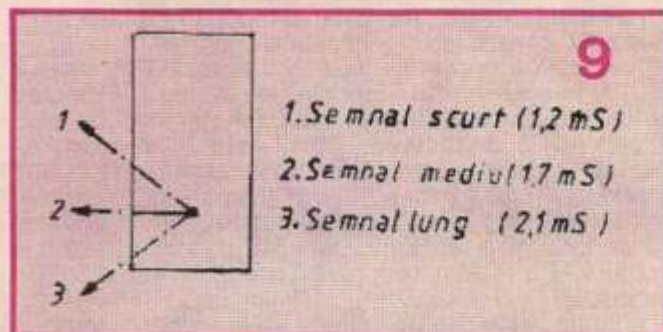 9
1
2
3
1. Semnal scurt (1,2 mS)
2. Semnal mediu (1,7 mS)
3. Semnal lung (2,1 mS)